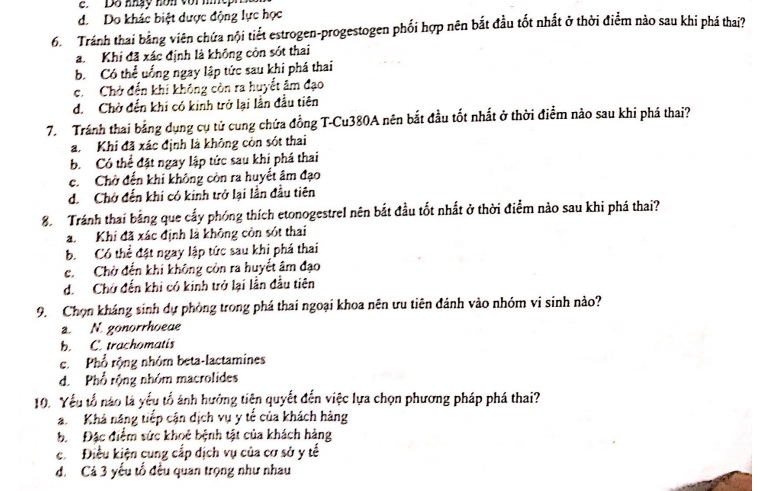 d. Do khác biệt dược động lực học
6. Tránh thai bằng viên chứa nội tiết estrogen-progestogen phối hợp nên bắt đầu tốt nhất ở thời điểm nào sau khi phá thai?
a. Khi đã xác định là không còn sót thai
b. Có thể uống ngay lập tức sau khi phá thai
c. Chờ đến khi không còn ra huyết âm đạo
d. Chờ đến khi có kinh trở lại lần đầu tiên
7. Tránh thai bằng dụng cụ tử cung chứa đồng T-Cu380A nên bắt đầu tốt nhất ở thời điểm nào sau khi phá thai?
a. Khi đã xác định là không còn sót thai
b. Có thể đặt ngay lập tức sau khi phá thai
c. Chờ đến khi không còn ra huyết âm đạo
d. Chờ đến khi có kinh trở lại lần đầu tiên
8. Tránh thai bằng que cấy phóng thích etonogestrel nên bắt đầu tốt nhất ở thời điểm nào sau khi phá thai?
a. Khi đã xác định là không còn sót thai
b. Có thể đặt ngay lập tức sau khi phá thai
c. Chờ đến khi không còn ra huyết âm đạo
d. Chờ đến khi có kinh trở lại lần đầu tiên
9. Chọn kháng sinh dự phòng trong phá thai ngoại khoa nên ưu tiên đánh vào nhóm vi sinh nào?
a. N. gonorrhoeae
b. C. trachomatis
c. Phổ rộng nhóm beta-lactamines
d. Phổ rộng nhóm macrolides
10. Yếu tố nào là yếu tố ảnh hưởng tiên quyết đến việc lựa chọn phương pháp phá thai?
a. Khả năng tiếp cận dịch vụ y tế của khách hàng
b. Đặc điểm sức khoẻ bệnh tật của khách hàng
c. Điều kiện cung cấp dịch vụ của cơ sở y tế
d. Cả 3 yếu tố đều quan trọng như nhau